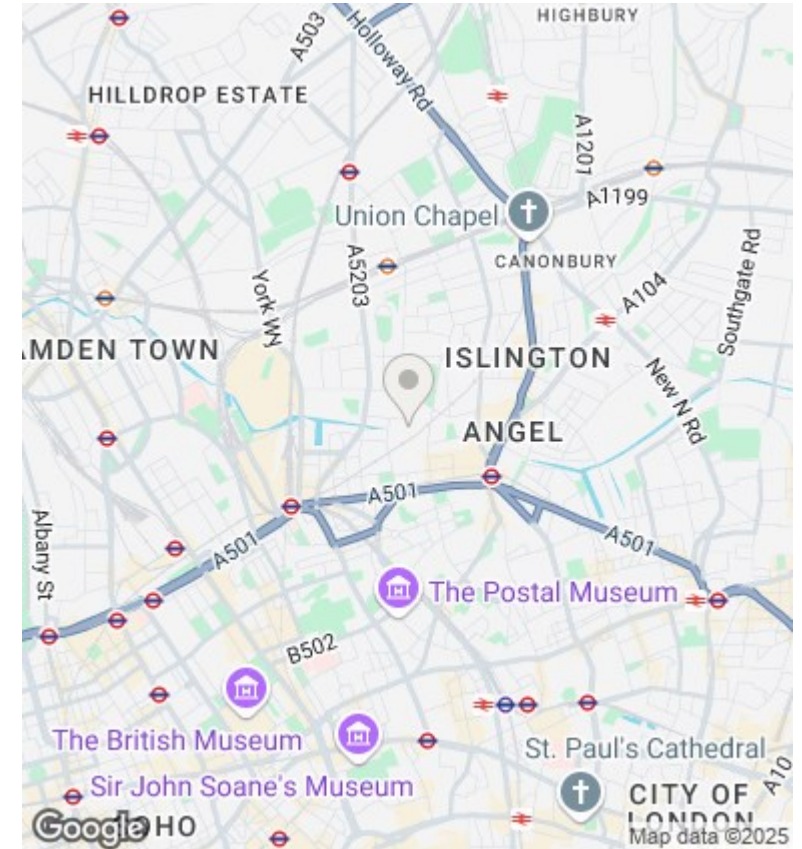 HIGHBURY
A503
Holloway Rd
HILLDROP ESTATE
A1201
A1199
Union Chapel
CANONBURY
A5203
York Wy
A104
Southgate Rd
AMDEN TOWN
ISLINGTON
New N Rd
ANGEL
A501
Albany St
A501
A501
The Postal Museum
B502
The British Museum
St. Paul's Cathedral
A10
Sir John Soane's Museum
CITY OF
LONDON
Google
OHO
Map data ©2025